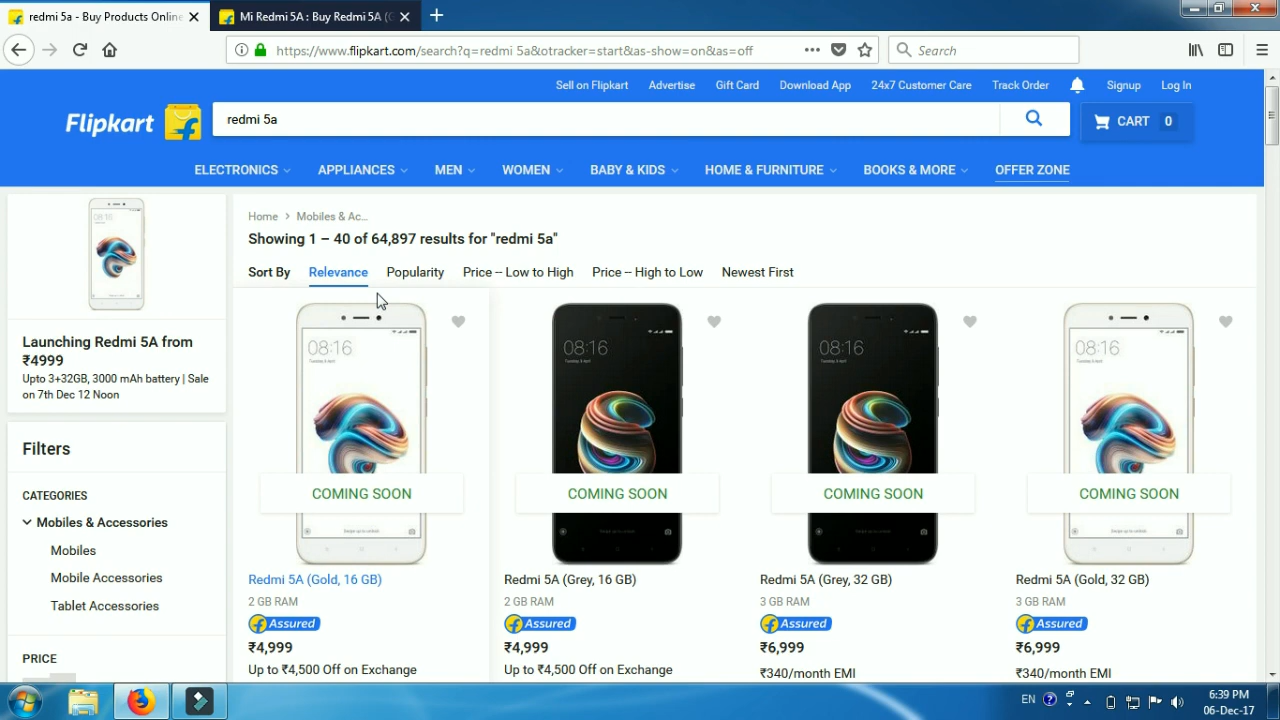 redmi 5a - Buy Products Online
Mi Redmi 5A : Buy Redmi 5A (
https://www.flipkart.com/search?q=redmi 5a&otracker=start&as-show=on&as=off
Search
Sell on Flipkart
Advertise
Gift Card
Download App
24x7 Customer Care
Track Order
Signup
Log In
Flipkart
redmi 5a
CART 0
ELECTRONICS
APPLIANCES
MEN
WOMEN
BABY & KIDS
HOME & FURNITURE
BOOKS & MORE
OFFER ZONE
08:16
Launching Redmi 5A from
₹4999
Upto 3+32GB, 3000 mAh battery | Sale
on 7th Dec 12 Noon
Filters
CATEGORIES
Mobiles & Accessories
Mobiles
Mobile Accessories
Tablet Accessories
PRICE
Home > Mobiles & Ac...
Showing 1 – 40 of 64,897 results for "redmi 5a"
Sort By
Relevance
Popularity
Price -- Low to High
Price -- High to Low
Newest First
08:16
COMING SOON
Redmi 5A (Gold, 16 GB)
2 GB RAM
Assured
₹4,999
Up to ₹4,500 Off on Exchange
08:16
COMING SOON
Redmi 5A (Grey, 16 GB)
2 GB RAM
Assured
₹4,999
Up to ₹4,500 Off on Exchange
08:16
COMING SOON
Redmi 5A (Grey, 32 GB)
3 GB RAM
Assured
₹6,999
₹340/month EMI
08:16
COMING SOON
Redmi 5A (Gold, 32 GB)
3 GB RAM
Assured
₹6,999
₹340/month EMI
EN
6:39 PM
06-Dec-17